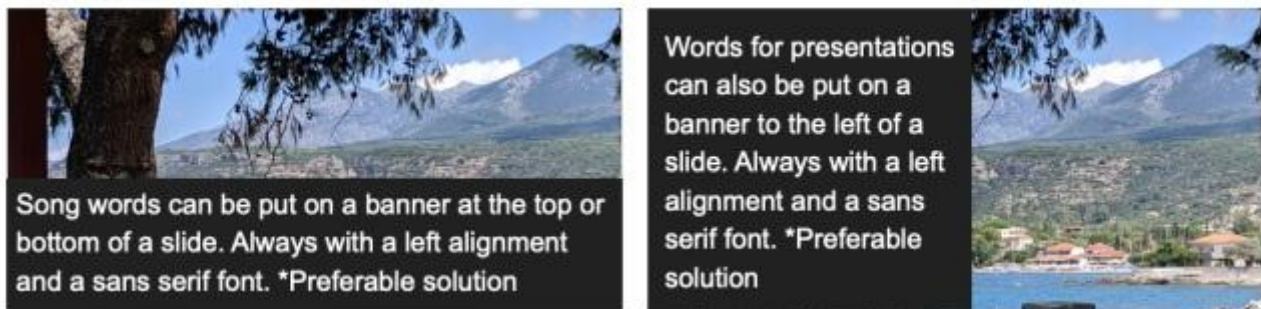 Song words can be put on a banner at the top or
bottom of a slide. Always with a left alignment
and a sans serif font. *Preferable solution
Words for presentations
can also be put on a
banner to the left of a
slide. Always with a left
alignment and a sans
serif font. *Preferable
solution